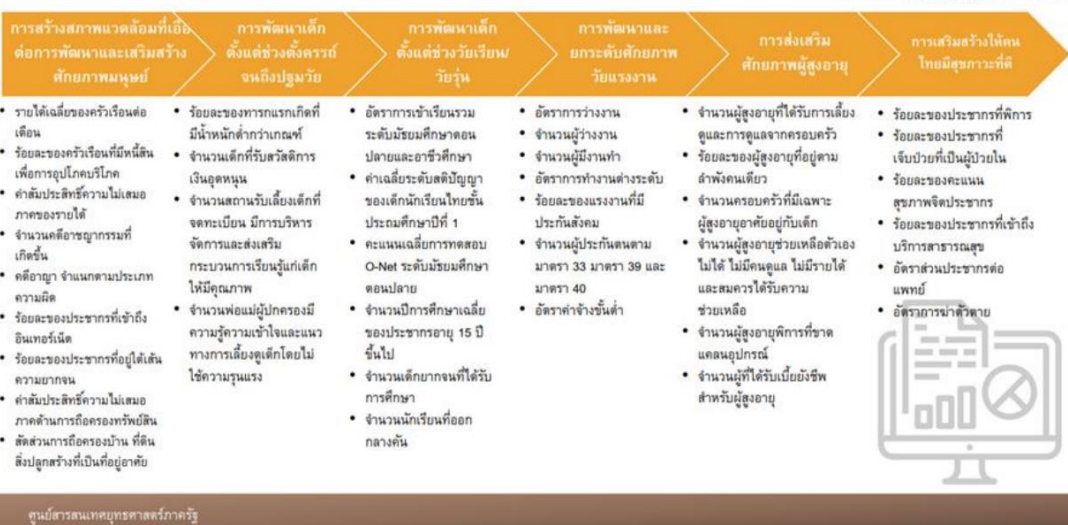 การสร้างสภาพแวดล้อมที่เอื้อ
ต่อการพัฒนาและเสริมสร้าง
ศักยภาพมนุษย์
การพัฒนาเด็ก
ตั้งแต่ช่วงตั้งครรภ์
จนถึงปฐมวัย
การพัฒนาเด็ก
ตั้งแต่ช่วงวัยเรียน/
วัยรุ่น
การพัฒนาและ
ยกระดับศักยภาพ
วัยแรงงาน
การส่งเสริม
ศักยภาพผู้สูงอายุ
การเสริมสร้างให้คน
ไทยมีสุขภาวะที่ดี
• รายได้เฉลี่ยของครัวเรือนต่อ
เดือน
• ร้อยละของครัวเรือนที่มีหนี้สิน
เพื่อการอุปโภคบริโภค
• ค่าสัมประสิทธิ์ความไม่เสมอ
ภาคของรายได้
• จำนวนคดีอาชญากรรมที่
เกิดขึ้น
• คดีอาญา จำแนกตามประเภท
ความผิด
• ร้อยละของประชากรที่เข้าถึง
อินเทอร์เน็ต
• ร้อยละของประชากรที่อยู่ใต้เส้น
ความยากจน
• ค่าสัมประสิทธิ์ความไม่เสมอ
ภาคด้านการถือครองทรัพย์สิน
• สัดส่วนการถือครองบ้าน ที่ดิน
สิ่งปลูกสร้างที่เป็นที่อยู่อาศัย
• ร้อยละของทารกแรกเกิดที่
มีน้ำหนักต่ำกว่าเกณฑ์
• จำนวนเด็กที่รับสวัสดิการ
เงินอุดหนุน
• จำนวนสถานรับเลี้ยงเด็กที่
จดทะเบียน มีการบริหาร
จัดการและส่งเสริม
กระบวนการเรียนรู้แก่เด็ก
ให้มีคุณภาพ
• จำนวนพ่อแม่ผู้ปกครองมี
ความรู้ความเข้าใจและแนว
ทางการเลี้ยงดูเด็กโดยไม่
ใช้ความรุนแรง
• อัตราการเข้าเรียนรวม
ระดับมัธยมศึกษาตอน
ปลายและอาชีวศึกษา
• ค่าเฉลี่ยระดับสติปัญญา
ของเด็กนักเรียนไทยชั้น
ประถมศึกษาปีที่ 1
• คะแนนเฉลี่ยการทดสอบ
O-Net ระดับมัธยมศึกษา
ตอนปลาย
• จำนวนปีการศึกษาเฉลี่ย
ของประชากรอายุ 15 ปี
ขึ้นไป
• จำนวนเด็กยากจนที่ได้รับ
การศึกษา
• จำนวนนักเรียนที่ออก
กลางคัน
• อัตราการว่างงาน
• จำนวนผู้ว่างงาน
• จำนวนผู้มีงานทำ
• อัตราการทำงานต่างระดับ
• ร้อยละของแรงงานที่มี
ประกันสังคม
• จำนวนผู้ประกันตนตาม
มาตรา 33 มาตรา 39 และ
มาตรา 40
• อัตราค่าจ้างขั้นต่ำ
• จำนวนผู้สูงอายุที่ได้รับการเลี้ยง
ดูและการดูแลจากครอบครัว
• ร้อยละของผู้สูงอายุที่อยู่ตาม
ลำพังคนเดียว
• จำนวนครอบครัวที่มีเฉพาะ
ผู้สูงอายุอาศัยอยู่กับเด็ก
• จำนวนผู้สูงอายุช่วยเหลือตัวเอง
ไม่ได้ ไม่มีคนดูแล ไม่มีรายได้
และสมควรได้รับความ
ช่วยเหลือ
• จำนวนผู้สูงอายุพิการที่ขาด
แคลนอุปกรณ์
• จำนวนผู้ที่ได้รับเบี้ยยังชีพ
สำหรับผู้สูงอายุ
• ร้อยละของประชากรที่พิการ
• ร้อยละของประชากรที่
เจ็บป่วยที่เป็นผู้ป่วยใน
• ร้อยละของคะแนน
สุขภาพจิตประชากร
• ร้อยละของประชากรที่เข้าถึง
บริการสาธารณสุข
• อัตราส่วนประชากรต่อ
แพทย์
• อัตราการฆ่าตัวตาย
ศูนย์สารสนเทศยุทธศาสตร์ภาครัฐ